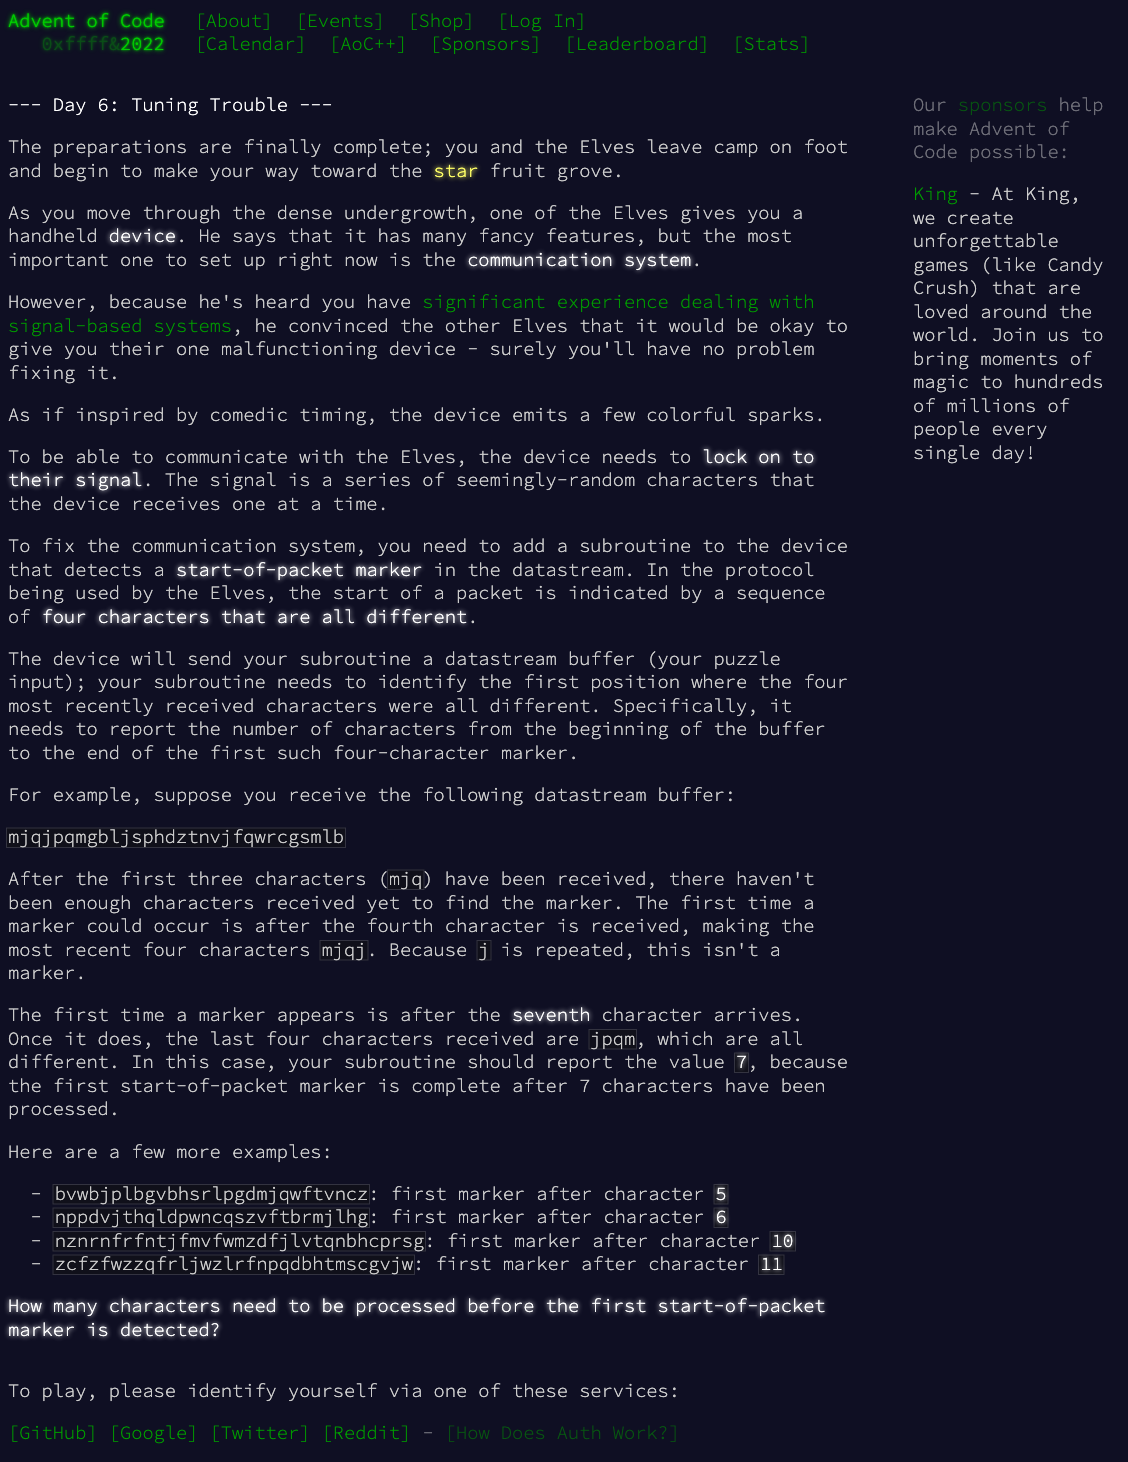 Advent of Code [About] [Events] [Shop] [Log In]
0xffff&2022 [Calendar] [AoC++] [Sponsors] [Leaderboard] [Stats]
--- Day 6: Tuning Trouble ---
The preparations are finally complete; you and the Elves leave camp on foot
and begin to make your way toward the star fruit grove.
As you move through the dense undergrowth, one of the Elves gives you a
handheld device. He says that it has many fancy features, but the most
important one to set up right now is the communication system.
However, because he's heard you have significant experience dealing with
signal-based systems, he convinced the other Elves that it would be okay to
give you their one malfunctioning device - surely you'll have no problem
fixing it.
As if inspired by comedic timing, the device emits a few colorful sparks.
To be able to communicate with the Elves, the device needs to lock on to
their signal. The signal is a series of seemingly-random characters that
the device receives one at a time.
To fix the communication system, you need to add a subroutine to the device
that detects a start-of-packet marker in the datastream. In the protocol
being used by the Elves, the start of a packet is indicated by a sequence
of four characters that are all different.
The device will send your subroutine a datastream buffer (your puzzle
input); your subroutine needs to identify the first position where the four
most recently received characters were all different. Specifically, it
needs to report the number of characters from the beginning of the buffer
to the end of the first such four-character marker.
For example, suppose you receive the following datastream buffer:
mjqjpqmgbljsphdztnvjfqwrcgsmlb
After the first three characters (mjq) have been received, there haven't
been enough characters received yet to find the marker. The first time a
marker could occur is after the fourth character is received, making the
most recent four characters mjqj. Because j is repeated, this isn't a
marker.
The first time a marker appears is after the seventh character arrives.
Once it does, the last four characters received are jpqm, which are all
different. In this case, your subroutine should report the value 7, because
the first start-of-packet marker is complete after 7 characters have been
processed.
Here are a few more examples:
- bvwbjplbgvbhsrlpgdmjqwftvncz: first marker after character 5
- nppdvjthqldpwncqszvftbrmjlhg: first marker after character 6
- nznrnfrfntjfmvfwmzdfjlvtqnbhcprsg: first marker after character 10
- zcfzfwzzqfrljwzlrfnpqdbhtmscgvjw: first marker after character 11
How many characters need to be processed before the first start-of-packet
marker is detected?
To play, please identify yourself via one of these services:
[GitHub] [Google] [Twitter] [Reddit] - [How Does Auth Work?]
Our sponsors help
make Advent of
Code possible:
King - At King,
we create
unforgettable
games (like Candy
Crush) that are
loved around the
world. Join us to
bring moments of
magic to hundreds
of millions of
people every
single day!